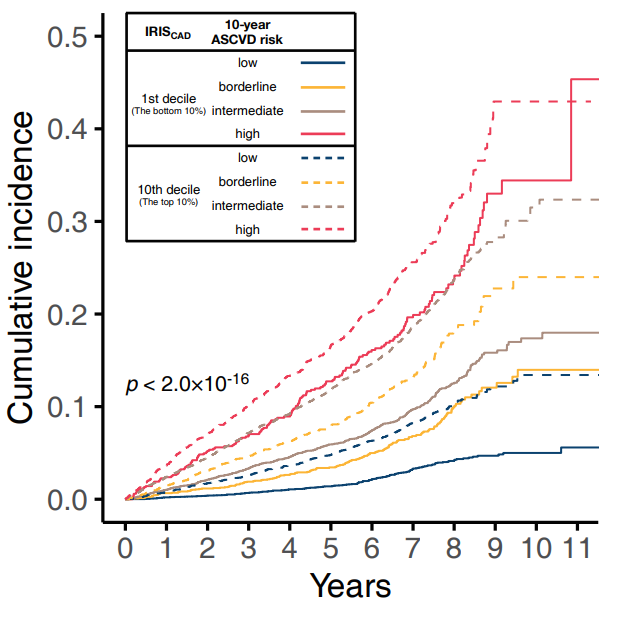 IRISCAD 10-year ASCVD risk
low
borderline
1st decile
(The bottom 10%)
intermediate
high
low
borderline
10th decile
(The top 10%)
intermediate
high
Cumulative incidence
0.5
0.4
0.3
0.2
0.1
0.0
p < 2.0×10-16
0 1 2 3 4 5 6 7 8 9 10 11
Years